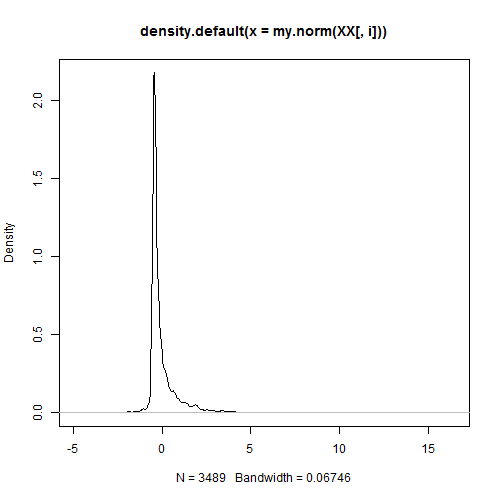 density.default(x = my.norm(XX[, i]))
Density
2.0
1.5
1.0
0.5
0.0
-5 0 5 10 15
N = 3489 Bandwidth = 0.06746